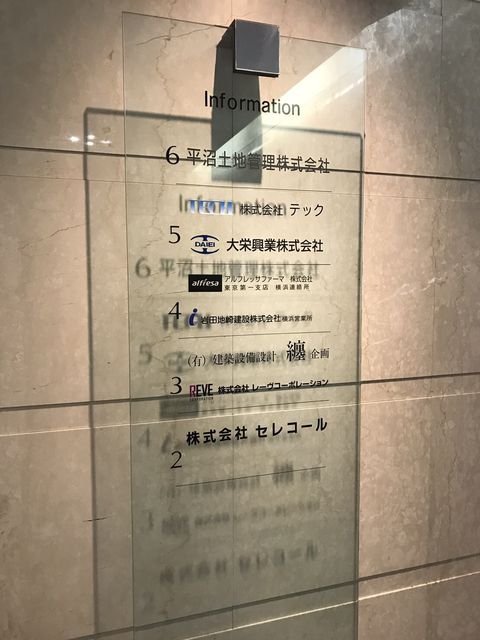 Information
6 平沼土地管理株式会社
株式会社 テック
5
DAIEI 大栄興業株式会社
alfresa アルフレッサファーマ 株式会社
東京第一支店 横浜連絡所
4 i 岩田地崎建設株式会社 横浜営業所
(有) 建築設備設計 纏 企画
3 REVE 株式会社 レーヴコーポレーション
株式会社 セレコール
2